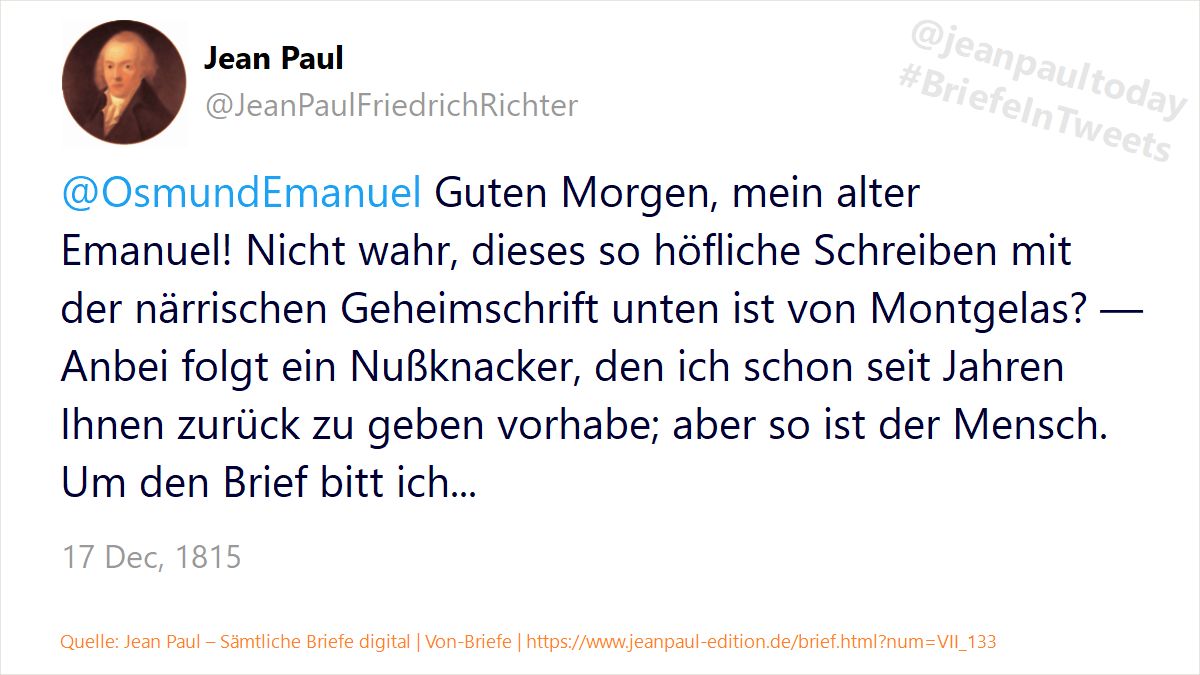 Jean Paul
@JeanPaulFriedrichRichter
@jeanpaultoday
#BriefeInTweets
@OsmundEmanuel Guten Morgen, mein alter
Emanuel! Nicht wahr, dieses so höfliche Schreiben mit
der närrischen Geheimschrift unten ist von Montgelas? —
Anbei folgt ein Nußknacker, den ich schon seit Jahren
Ihnen zurück zu geben vorhabe; aber so ist der Mensch.
Um den Brief bitt ich...
17 Dec, 1815
Quelle: Jean Paul – Sämtliche Briefe digital | Von-Briefe | https://www.jeanpaul-edition.de/brief.html?num=VII_133